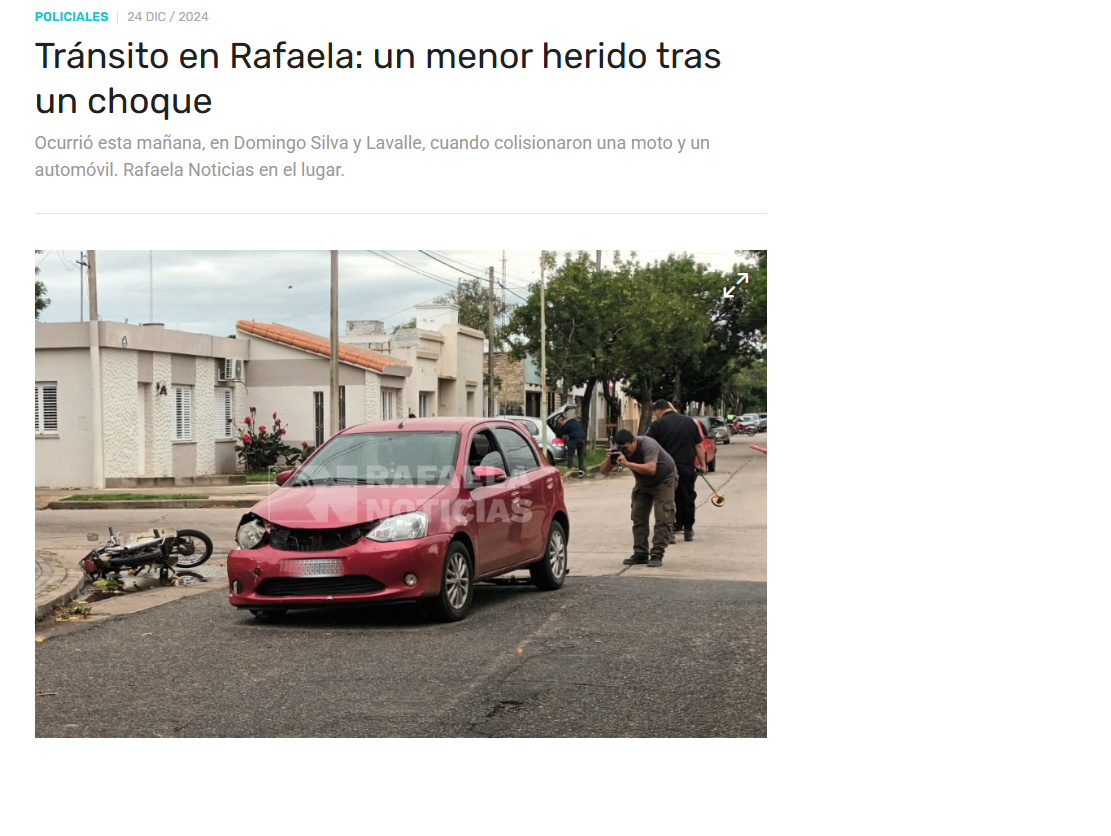 POLICIALES | 24 DIC / 2024
Tránsito en Rafaela: un menor herido tras
un choque
Ocurrió esta mañana, en Domingo Silva y Lavalle, cuando colisionaron una moto y un
automóvil. Rafaela Noticias en el lugar.
RAFAELA
NOTICIAS